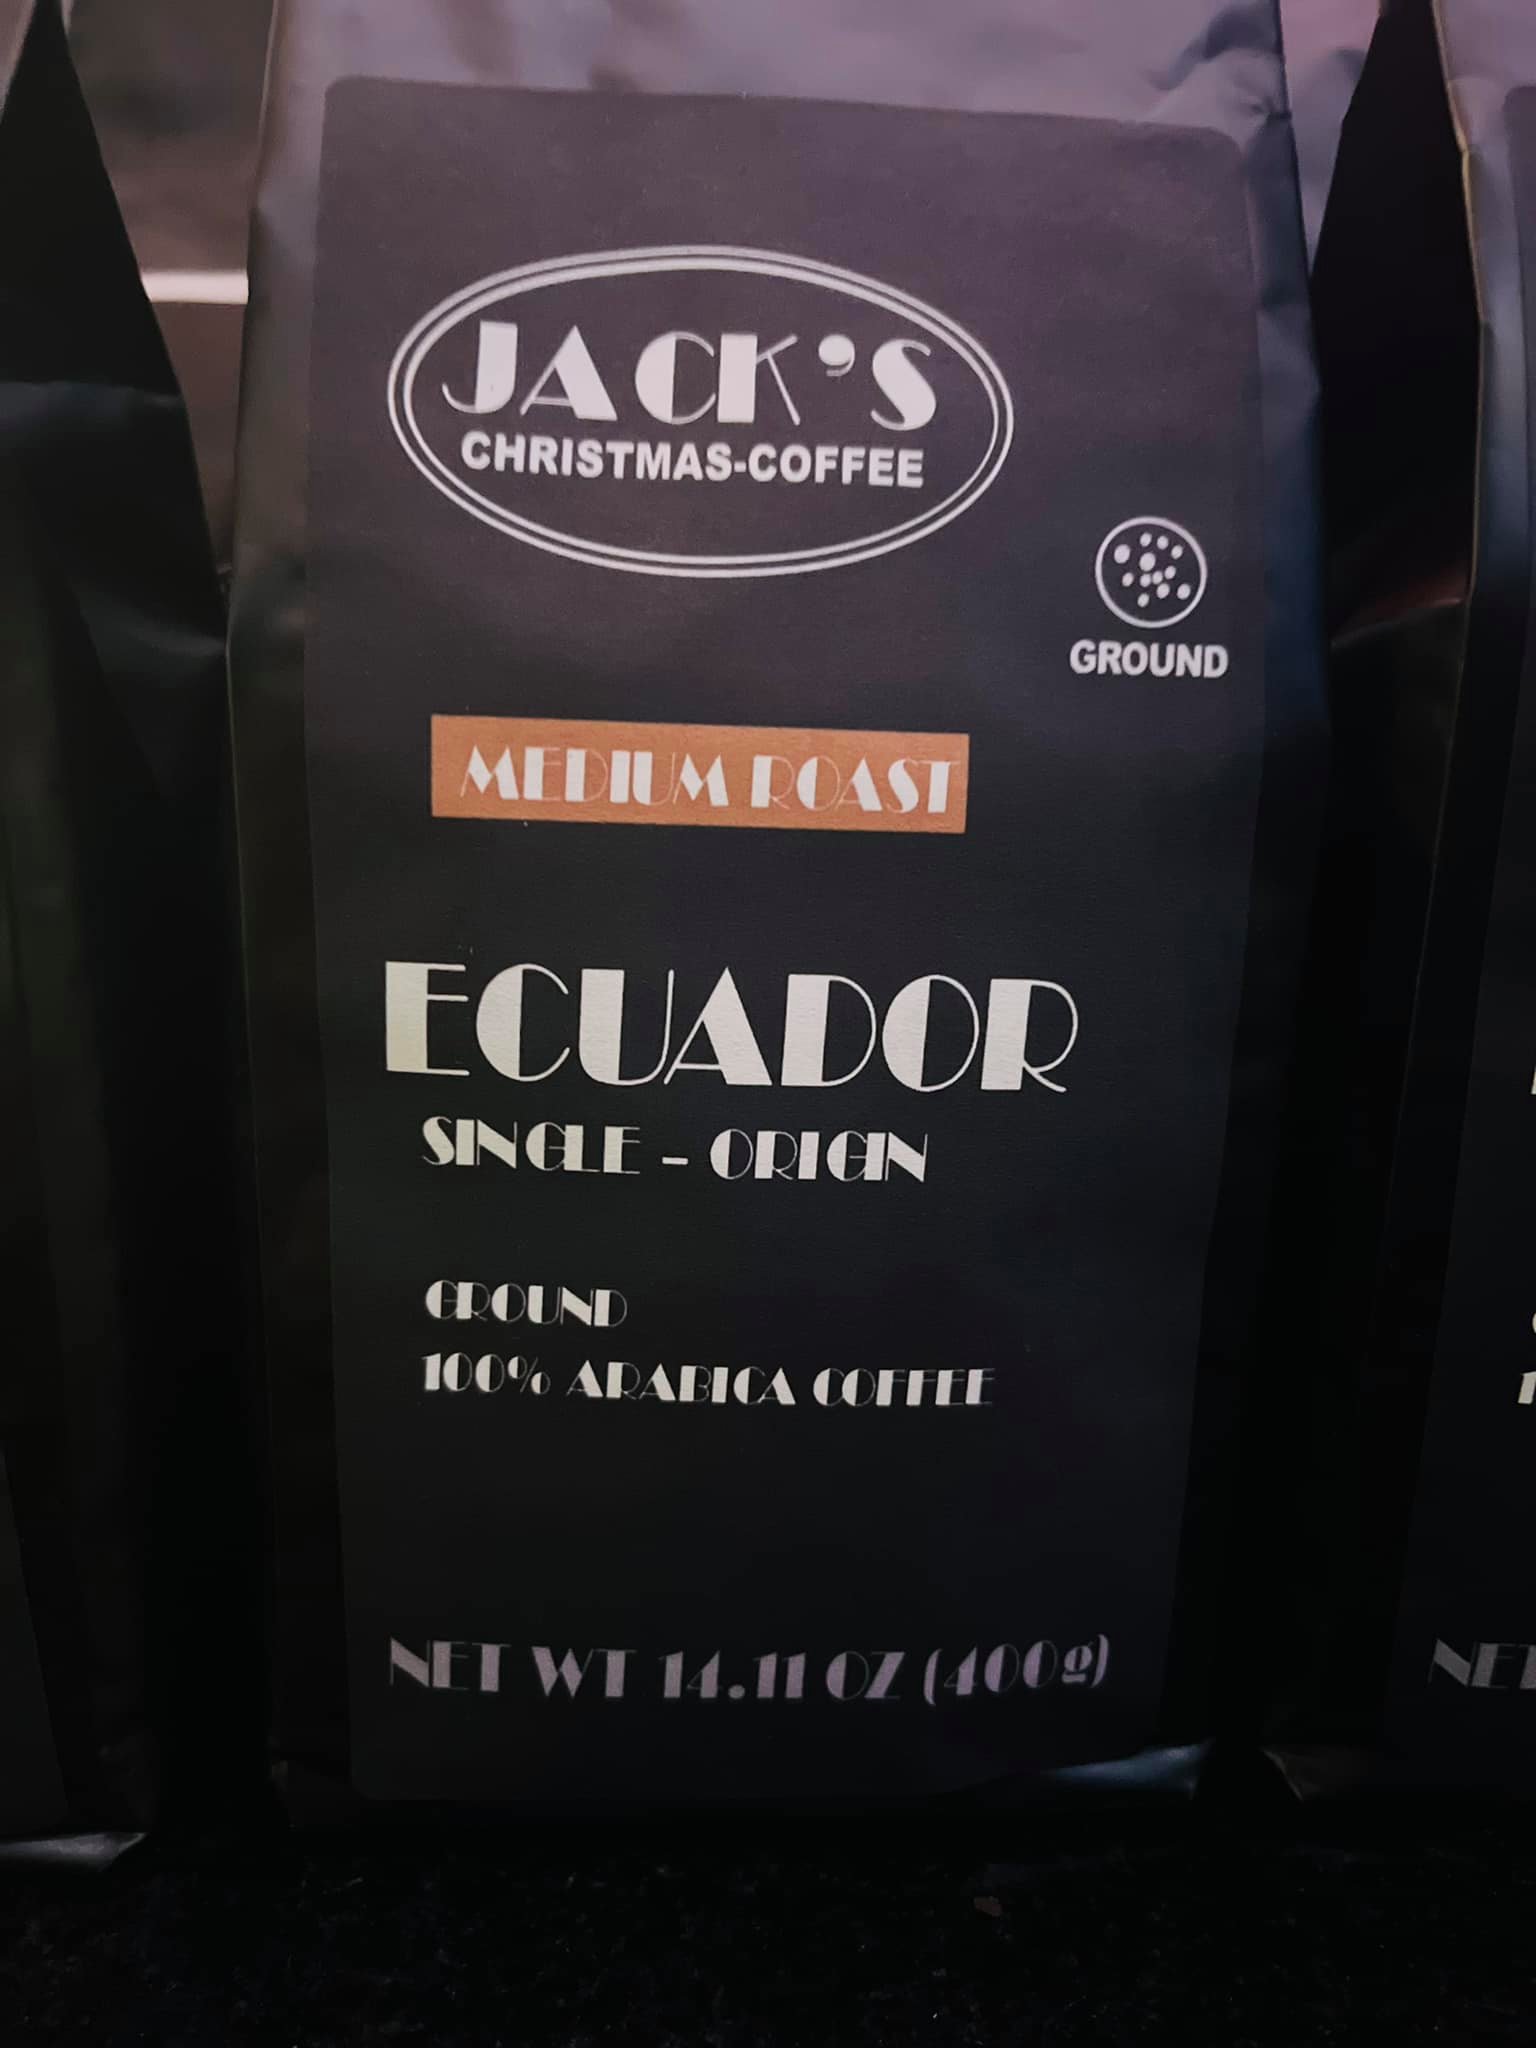 JACK'S
CHRISTMAS-COFFEE
GROUND
MEDIUM ROAST
ECUADOR
SINGLE - ORIGIN
GROUND
100% ARABICA COFFEE
NET WT 14.11 OZ (400g)
NET